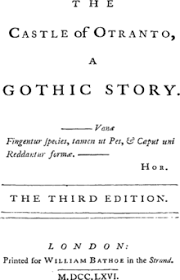 THE
CASTLE OF OTRANTO,
A
GOTHIC STORY.
——— Vanæ
Fingentur ſpecies, tamen ut Pes, & Caput uni
Reddantur formæ. ———
HOR.
THE THIRD EDITION.
LONDON:
Printed for WILLIAM BATHOE in the Strand.
M.DCC.LXVI.